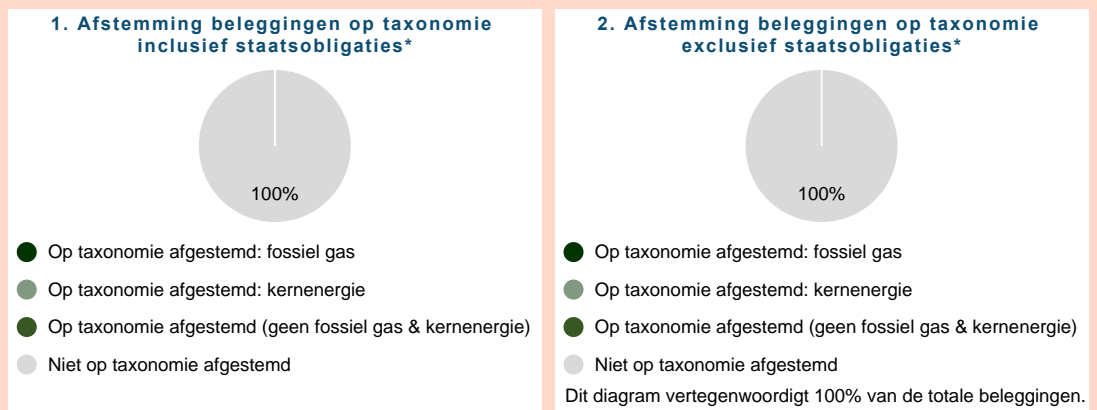 1. Afstemming beleggingen op taxonomie
inclusief staatsobligaties*
100%
Op taxonomie afgestemd: fossiel gas
Op taxonomie afgestemd: kernenergie
Op taxonomie afgestemd (geen fossiel gas & kernenergie)
Niet op taxonomie afgestemd
2. Afstemming beleggingen op taxonomie
exclusief staatsobligaties*
100%
Op taxonomie afgestemd: fossiel gas
Op taxonomie afgestemd: kernenergie
Op taxonomie afgestemd (geen fossiel gas & kernenergie)
Niet op taxonomie afgestemd
Dit diagram vertegenwoordigt 100% van de totale beleggingen.